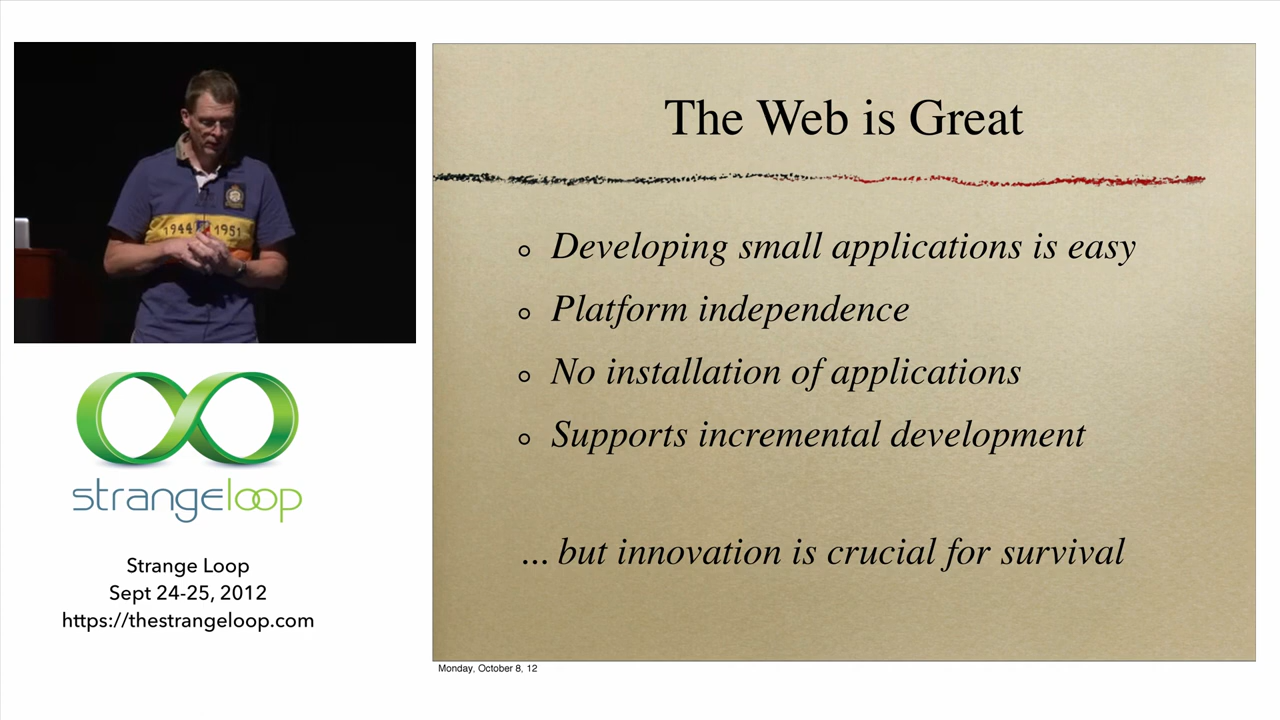 The Web is Great
Developing small applications is easy
Platform independence
No installation of applications
Supports incremental development
... but innovation is crucial for survival
1944 1951
strangeloop
Strange Loop
Sept 24-25, 2012
https://thestrangeloop.com
Monday, October 8, 12